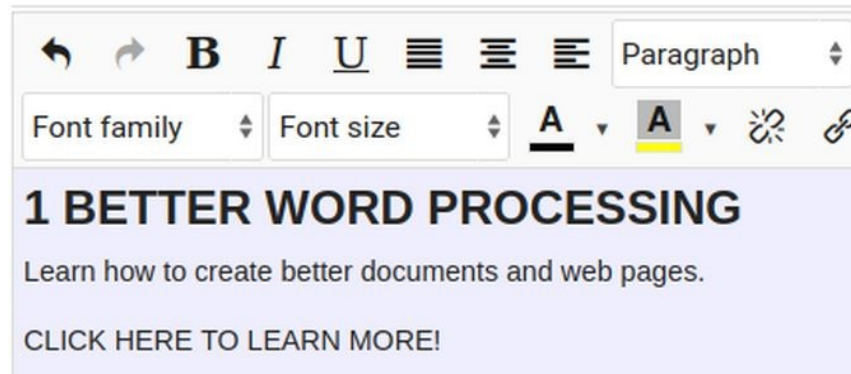 B I U Paragraph
Font family Font size A A
1 BETTER WORD PROCESSING
Learn how to create better documents and web pages.
CLICK HERE TO LEARN MORE!